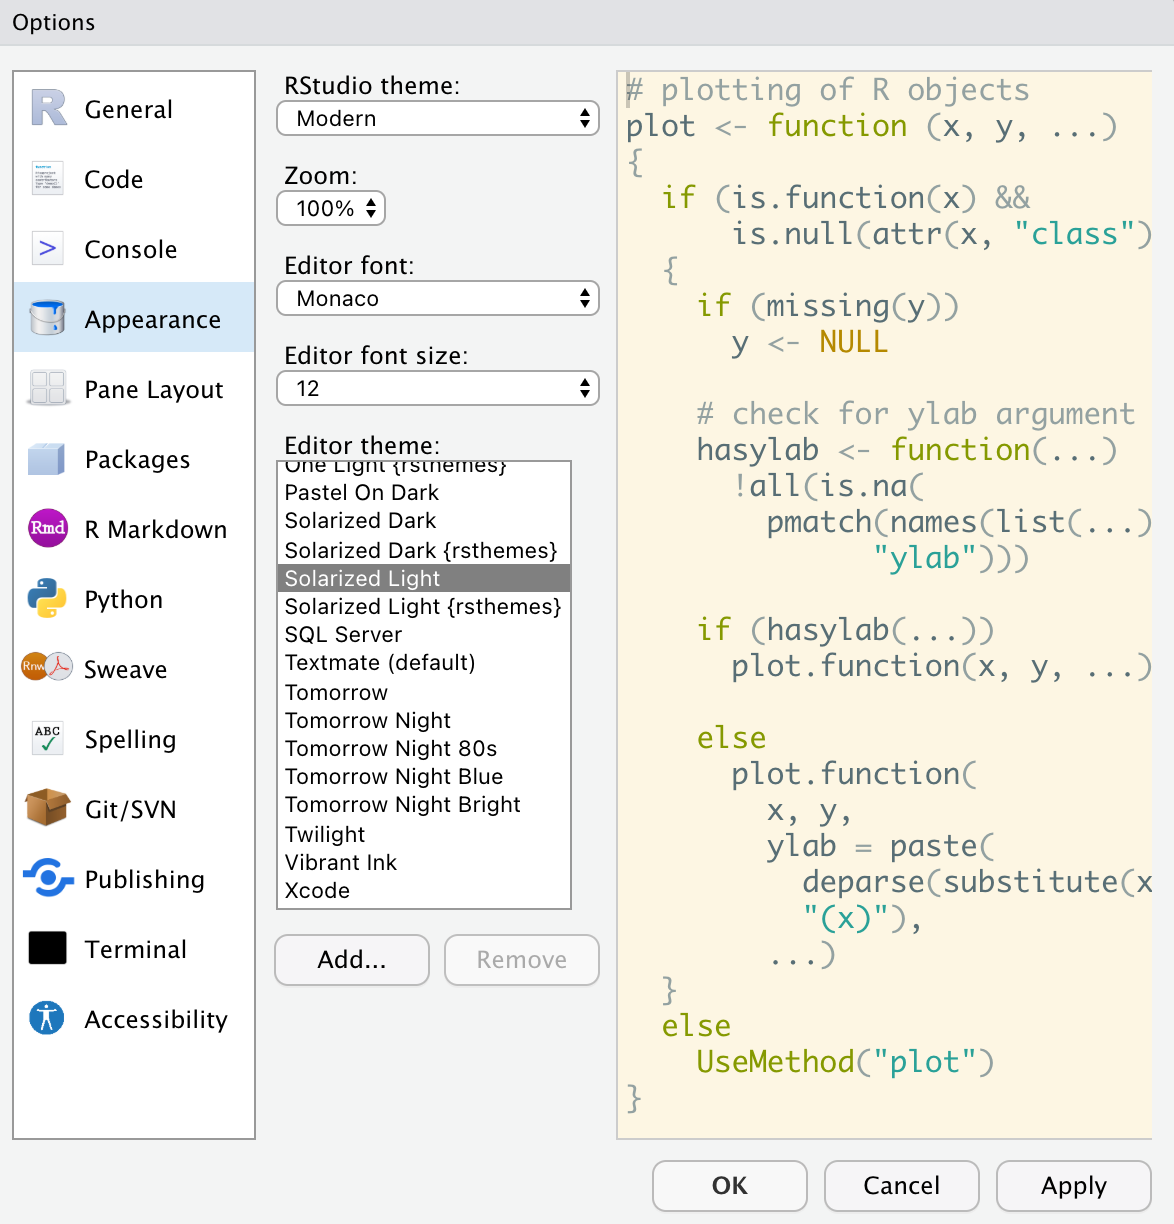 Options
General
Code
Console
Appearance
Pane Layout
Packages
Rmd
R Markdown
Python
Rnw
Sweave
ABC
Spelling
Git/SVN
Publishing
Terminal
Accessibility
RStudio theme:
Modern
Zoom:
100%
Editor font:
Monaco
Editor font size:
12
Editor theme:
One Light {rsthemes}
Pastel On Dark
Solarized Dark
Solarized Dark {rsthemes}
Solarized Light
Solarized Light {rsthemes}
SQL Server
Textmate (default)
Tomorrow
Tomorrow Night
Tomorrow Night 80s
Tomorrow Night Blue
Tomorrow Night Bright
Twilight
Vibrant Ink
Xcode
Add...
Remove
# plotting of R objects
plot <- function (x, y, ...)
{
  if (is.function(x) &&
      is.null(attr(x, "class")
  {
    if (missing(y))
      y <- NULL
    # check for ylab argument
    hasylab <- function(...)
      !all(is.na(
        pmatch(names(list(...)
              "ylab")))
    if (hasylab(...))
      plot.function(x, y, ...)
    else
      plot.function(
        x, y,
        ylab = paste(
          deparse(substitute(x
          "(x)"),
        ...)
  }
  else
    UseMethod("plot")
}
OK
Cancel
Apply